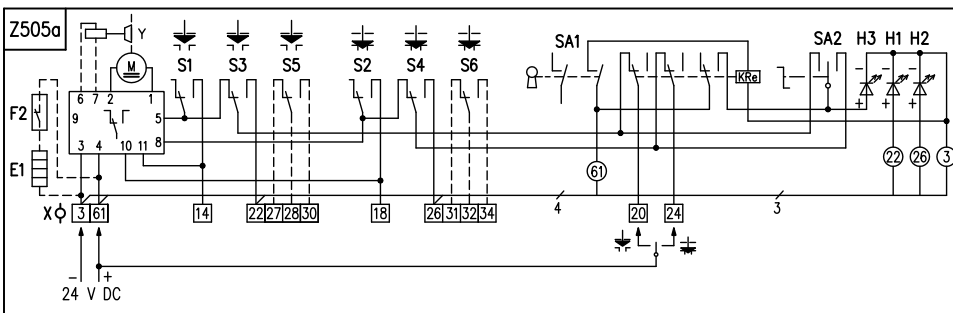 Z505a
Y
M
S1 S3 S5 S2 S4 S6 SA1 SA2 H3 H1 H2
KRe
6 7 2 1
9 5
8
3 4 10 11
F2
E1
− − −
+ + +
61 22 26 3
4 3
X 3 61 14 22 27 28 30 18 26 31 32 34 20 24
− +
24 V DC